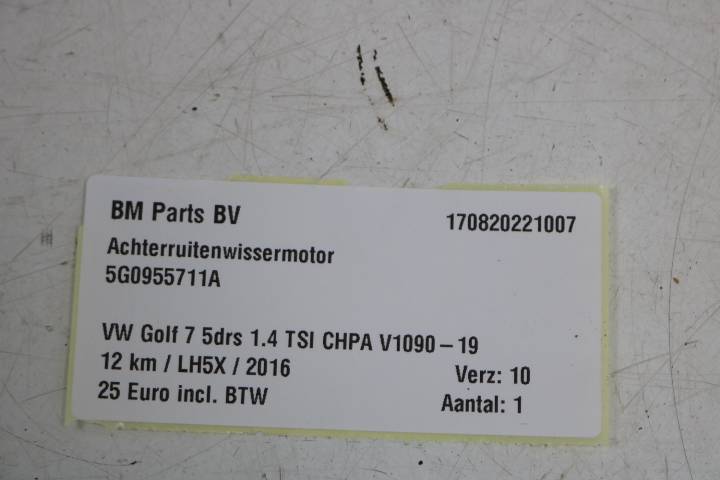 BM Parts BV 170820221007
Achterruitenwissermotor
5G0955711A
VW Golf 7 5drs 1.4 TSI CHPA V1090-19
12 km / LH5X / 2016 Verz: 10
25 Euro incl. BTW Aantal: 1